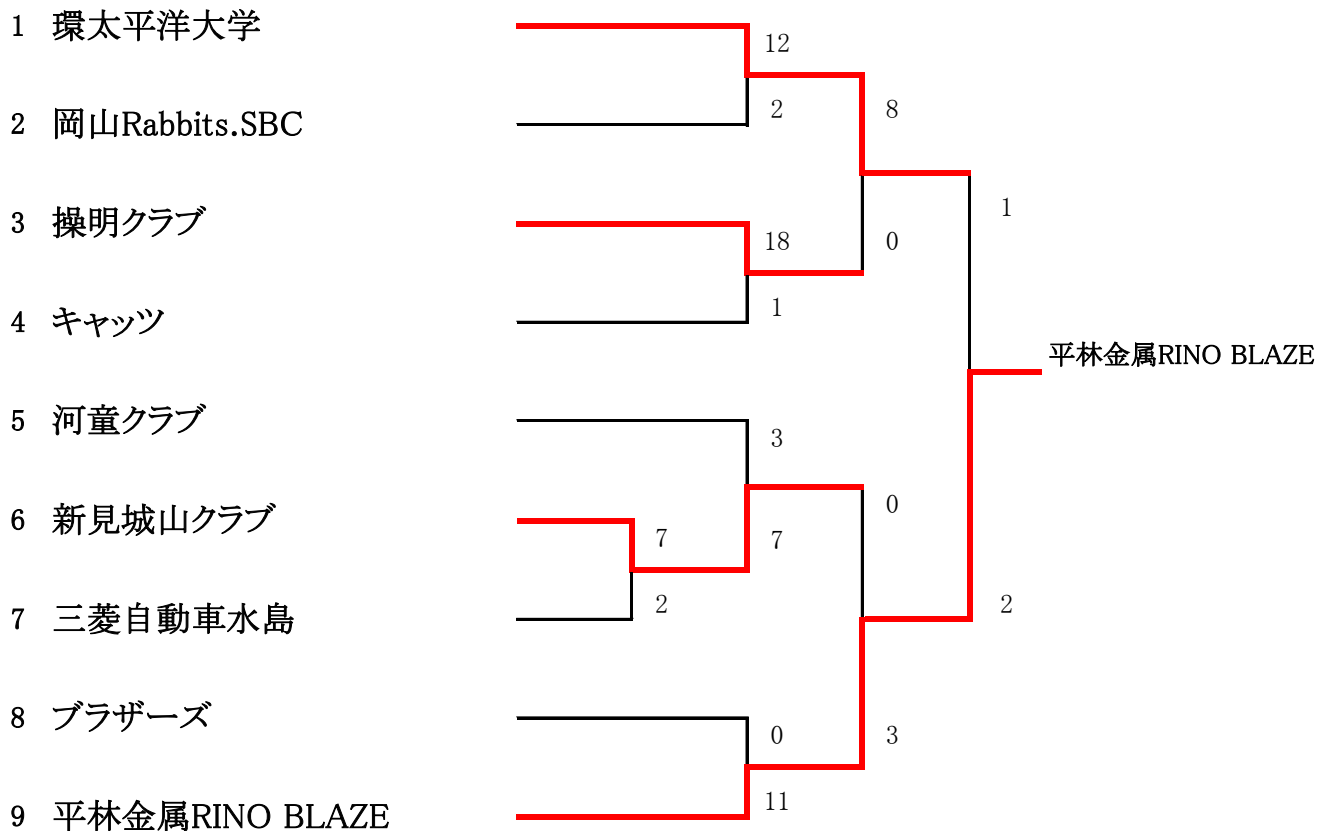 1 環太平洋大学
12
2
8
2 岡山Rabbits.SBC
3 操明クラブ
18
0
1
1
4 キャッツ
平林金属RINO BLAZE
5 河童クラブ
3
0
6 新見城山クラブ
7
7
2
2
7 三菱自動車水島
8 ブラザーズ
0
3
11
9 平林金属RINO BLAZE